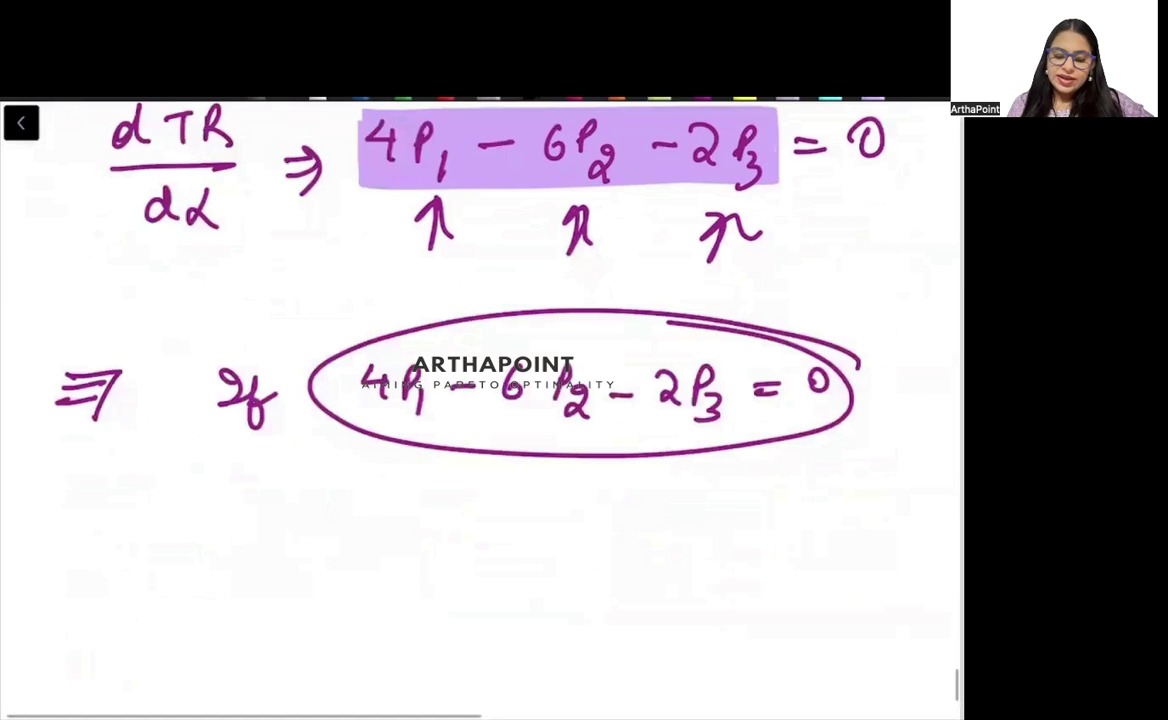 dTR/dα ⇒ 4P₁ − 6P₂ − 2P₃ = 0
⇒ If 4P₁ − 6P₂ − 2P₃ = 0
ARTHAPOINT
AIMING PARETO OPTIMALITY
ArthaPoint